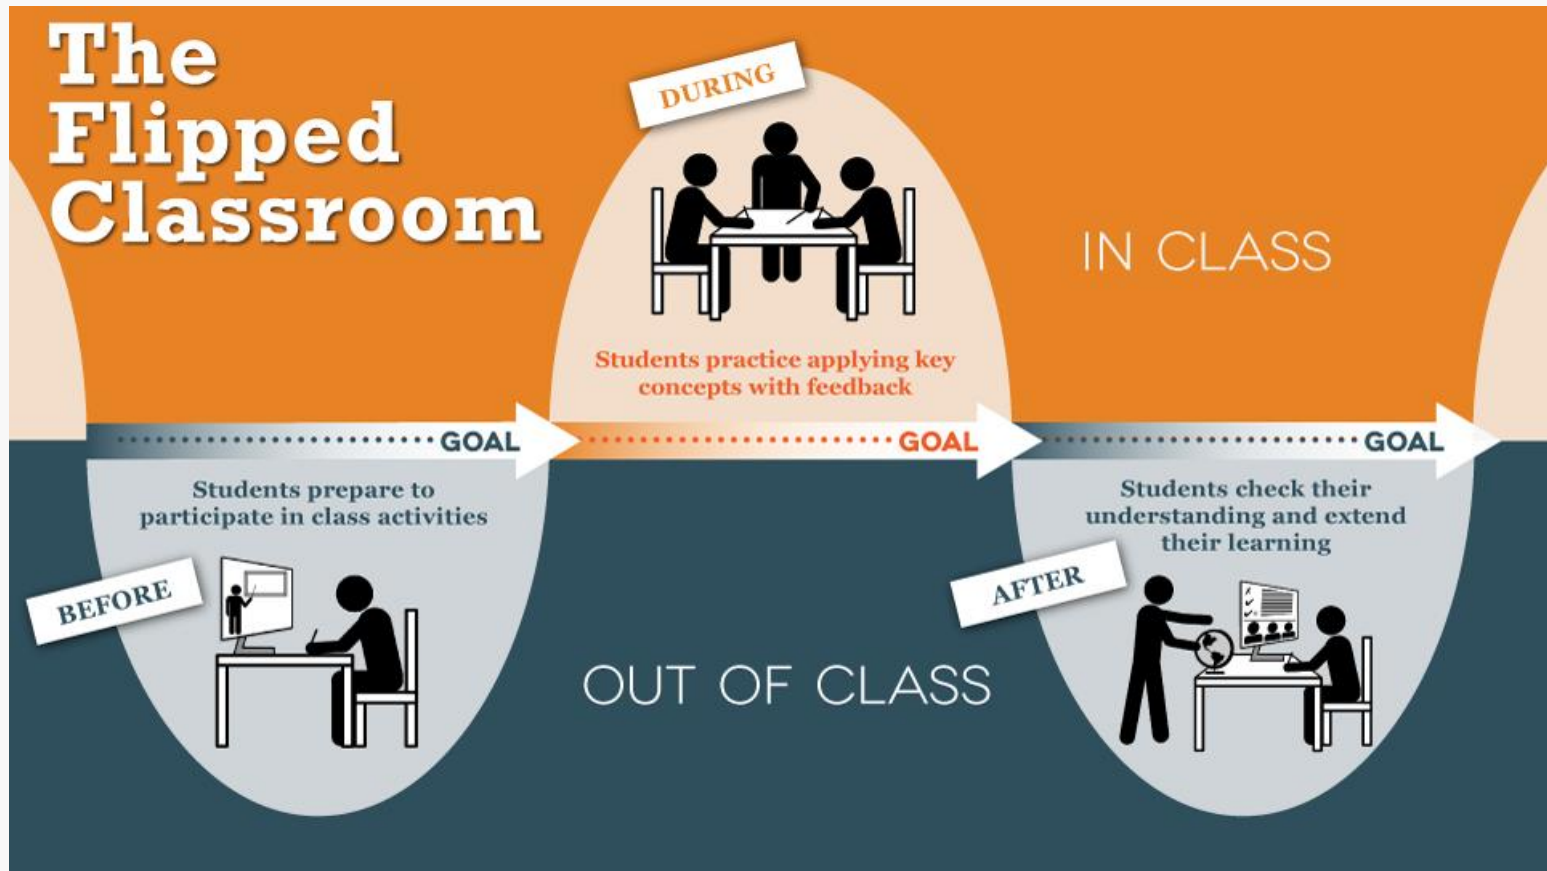 The
Flipped
Classroom
DURING
IN CLASS
Students practice applying key
concepts with feedback
GOAL
GOAL
GOAL
Students prepare to
participate in class activities
BEFORE
OUT OF CLASS
Students check their
understanding and extend
their learning
AFTER